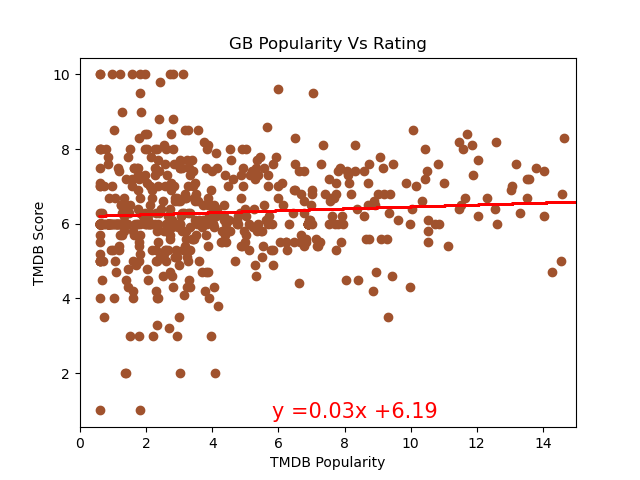 GB Popularity Vs Rating
10
8
6
4
2
TMDB Score
y =0.03x +6.19
0 2 4 6 8 10 12 14
TMDB Popularity